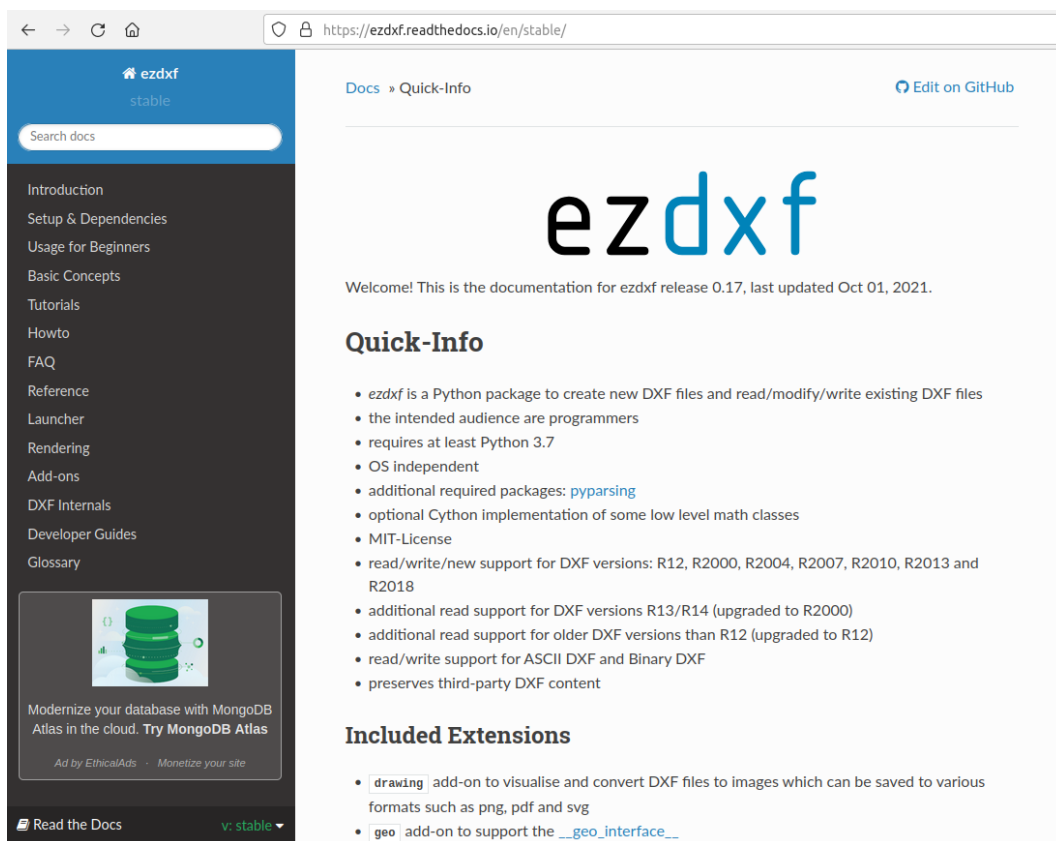 https://ezdxf.readthedocs.io/en/stable/
ezdxf
stable
Search docs
Introduction
Setup & Dependencies
Usage for Beginners
Basic Concepts
Tutorials
Howto
FAQ
Reference
Launcher
Rendering
Add-ons
DXF Internals
Developer Guides
Glossary
Modernize your database with MongoDB
Atlas in the cloud. Try MongoDB Atlas
Ad by EthicalAds · Monetize your site
Read the Docs v: stable
Docs » Quick-Info
Edit on GitHub
ezdxf
Welcome! This is the documentation for ezdxf release 0.17, last updated Oct 01, 2021.
Quick-Info
• ezdxf is a Python package to create new DXF files and read/modify/write existing DXF files
• the intended audience are programmers
• requires at least Python 3.7
• OS independent
• additional required packages: pyparsing
• optional Cython implementation of some low level math classes
• MIT-License
• read/write/new support for DXF versions: R12, R2000, R2004, R2007, R2010, R2013 and
R2018
• additional read support for DXF versions R13/R14 (upgraded to R2000)
• additional read support for older DXF versions than R12 (upgraded to R12)
• read/write support for ASCII DXF and Binary DXF
• preserves third-party DXF content
Included Extensions
• drawing add-on to visualise and convert DXF files to images which can be saved to various
formats such as png, pdf and svg
• geo add-on to support the __geo_interface__